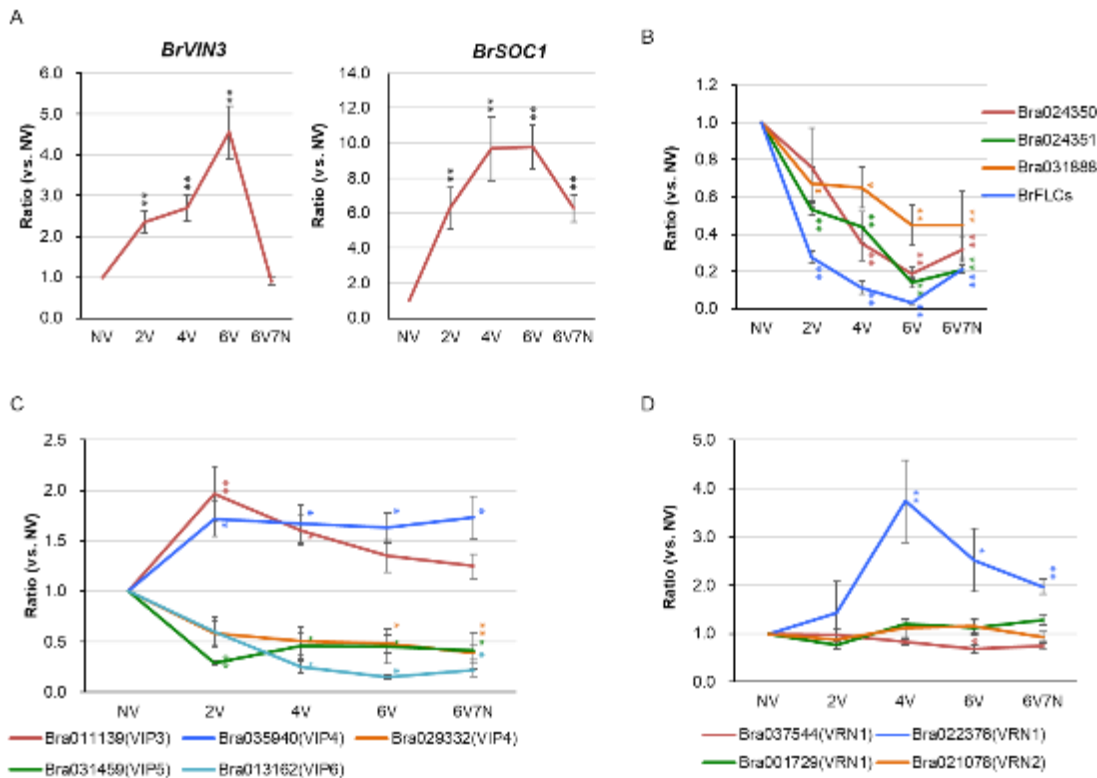 A
BrVIN3
6.0
5.0
4.0
3.0
2.0
1.0
0.0
Ratio (vs. NV)
NV 2V 4V 6V 6V7N
BrSOC1
14.0
12.0
10.0
8.0
6.0
4.0
2.0
0.0
Ratio (vs. NV)
NV 2V 4V 6V 6V7N
B
1.2
1.0
0.8
0.6
0.4
0.2
0.0
Ratio (vs. NV)
NV 2V 4V 6V 6V7N
Bra024350
Bra024351
Bra031888
BrFLCs
C
2.5
2.0
1.5
1.0
0.5
0.0
Ratio (vs. NV)
NV 2V 4V 6V 6V7N
Bra011139(VIP3) Bra035940(VIP4) Bra029332(VIP4)
Bra031459(VIP5) Bra013162(VIP6)
D
5.0
4.0
3.0
2.0
1.0
0.0
Ratio (vs. NV)
NV 2V 4V 6V 6V7N
Bra037544(VRN1) Bra022376(VRN1)
Bra001729(VRN1) Bra021078(VRN2)